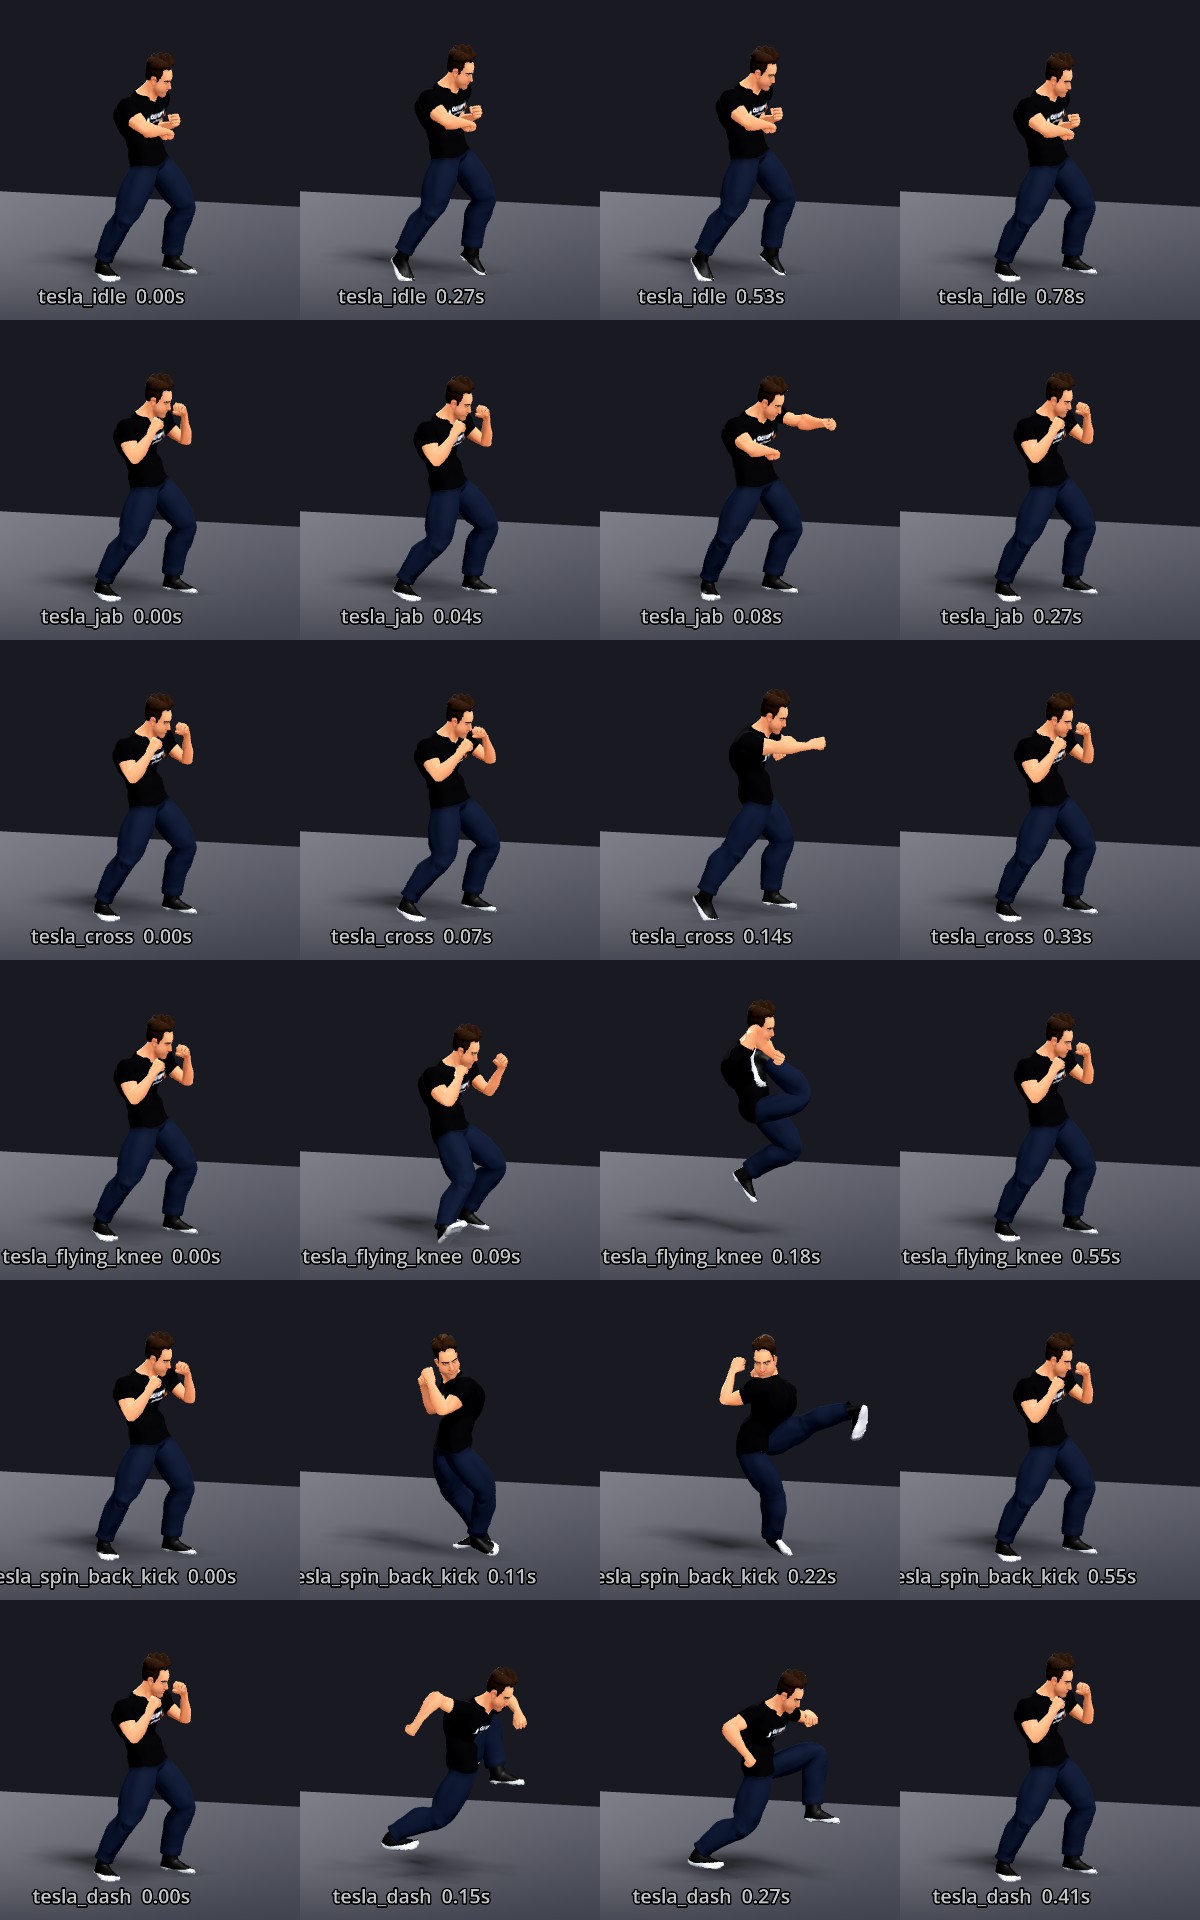 tesla_idle 0.00s
tesla_idle 0.27s
tesla_idle 0.53s
tesla_idle 0.78s
tesla_jab 0.00s
tesla_jab 0.04s
tesla_jab 0.08s
tesla_jab 0.27s
tesla_cross 0.00s
tesla_cross 0.07s
tesla_cross 0.14s
tesla_cross 0.33s
tesla_flying_knee 0.00s
tesla_flying_knee 0.09s
tesla_flying_knee 0.18s
tesla_flying_knee 0.55s
esla_spin_back_kick 0.00s
esla_spin_back_kick 0.11s
esla_spin_back_kick 0.22s
esla_spin_back_kick 0.55s
tesla_dash 0.00s
tesla_dash 0.15s
tesla_dash 0.27s
tesla_dash 0.41s